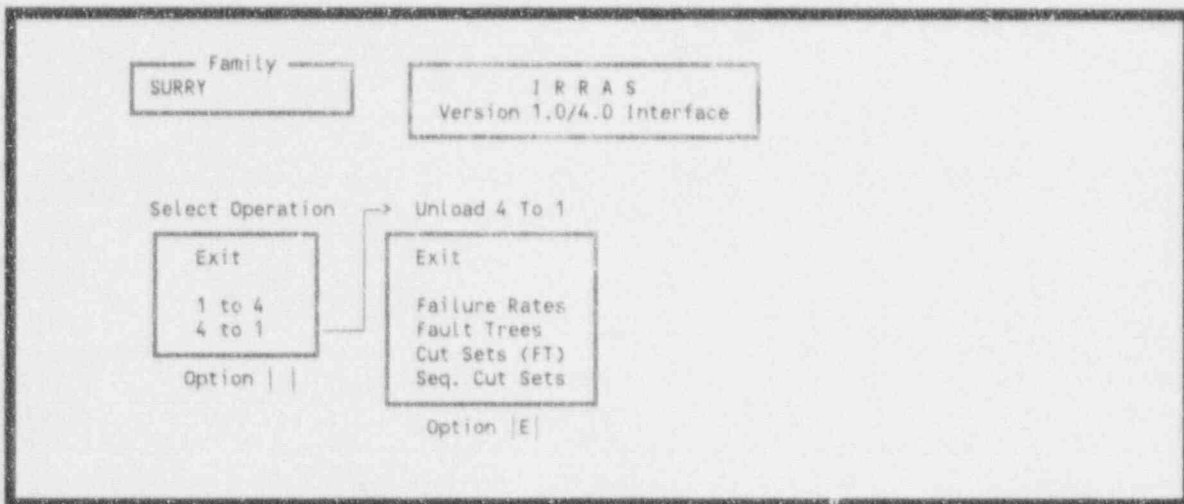 Family
SURRY
I R R A S
Version 1.0/4.0 Interface
Select Operation
Exit
1 to 4
4 to 1
Option | |
-> Unload 4 To 1
Exit
Failure Rates
Fault Trees
Cut Sets (FT)
Seq. Cut Sets
Option |E|